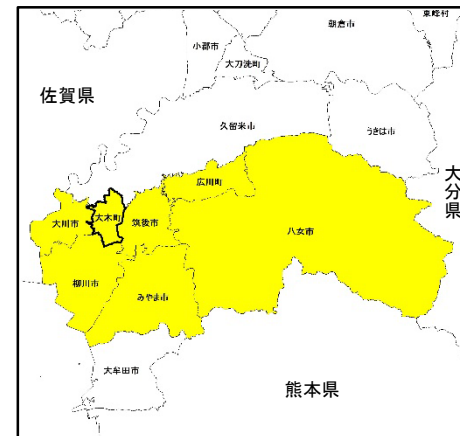 東峰村
朝倉市
小郡市
大刀洗町
佐賀県
久留米市
うきは市
大分県
広川町
大川市
大木町
筑後市
八女市
柳川市
みやま市
大牟田市
熊本県